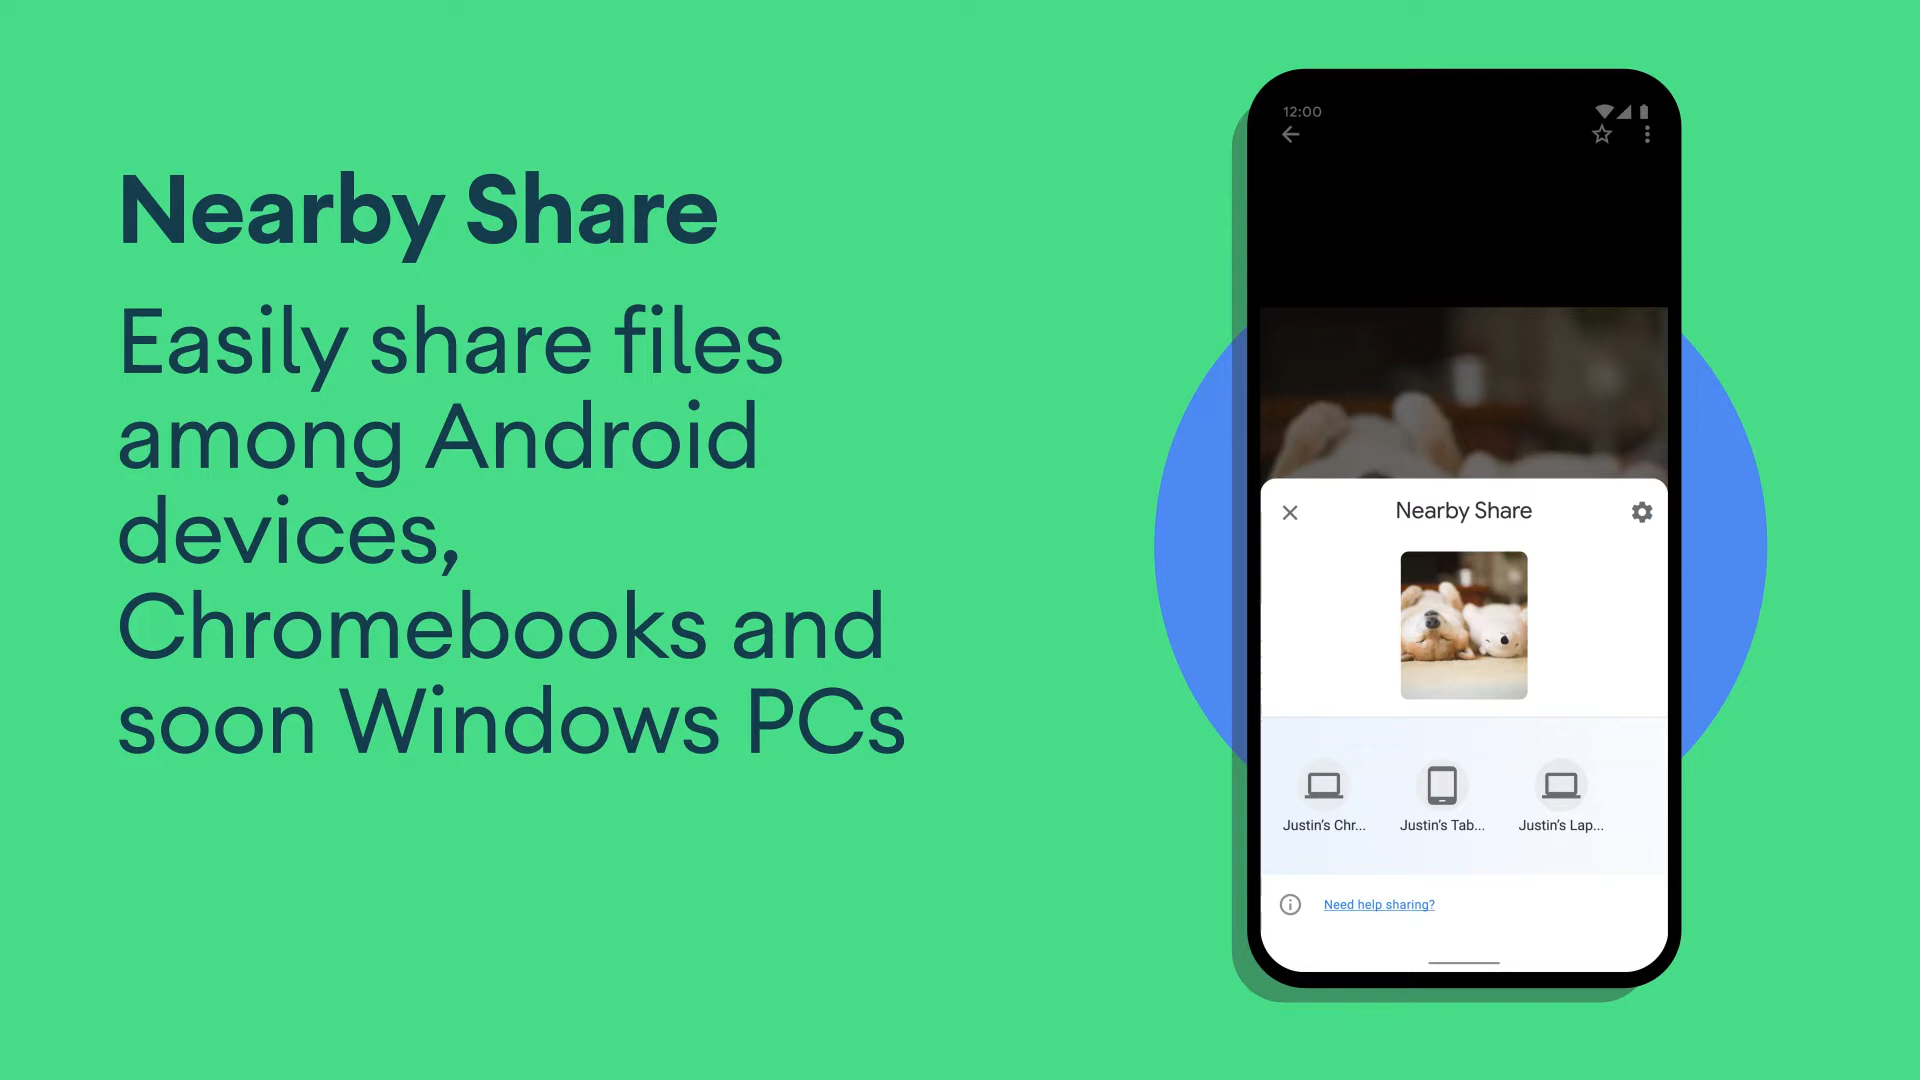 Nearby Share
Easily share files
among Android
devices,
Chromebooks and
soon Windows PCs
12:00
Nearby Share
Justin’s Chr...
Justin’s Tab...
Justin’s Lap...
Need help sharing?